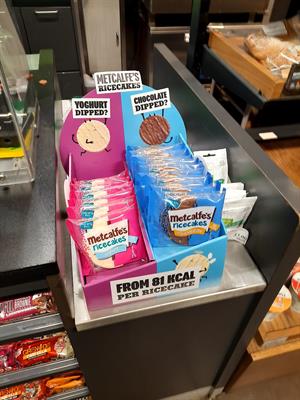 METCALFE'S
RICECAKES
YOGHURT
DIPPED?
CHOCOLATE
DIPPED?
Metcalfe's
ricecakes
Metcalfe's
ricecakes
FROM 81 KCAL
PER RICECAKE